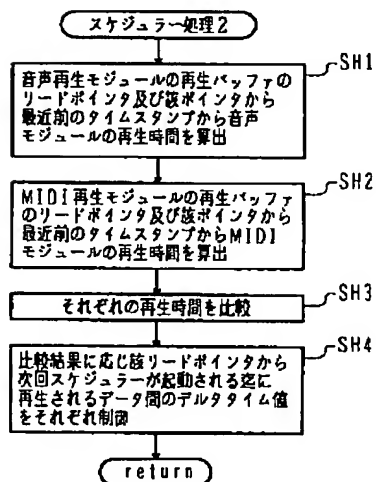 スケジュラー処理2
SH1
音声再生モジュールの再生バッファの
リードポインタ及び該ポインタから
最近前のタイムスタンプから音声
モジュールの再生時間を算出
SH2
MIDI再生モジュールの再生バッファ
のリードポインタ及び該ポインタから
最近前のタイムスタンプからMIDI
モジュールの再生時間を算出
SH3
それぞれの再生時間を比較
SH4
比較結果に応じ該リードポインタから
次回スケジュラーが起動される迄に
再生されるデータ間のデルタタイム値
をそれぞれ制御
return